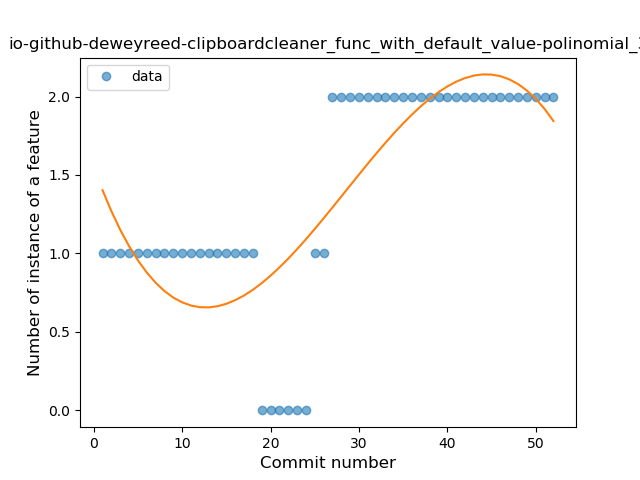 io-github-deweyreed-clipboardcleaner_func_with_default_value-polinomial_
data
Number of instance of a feature
2.0
1.5
1.0
0.5
0.0
0 10 20 30 40 50
Commit number